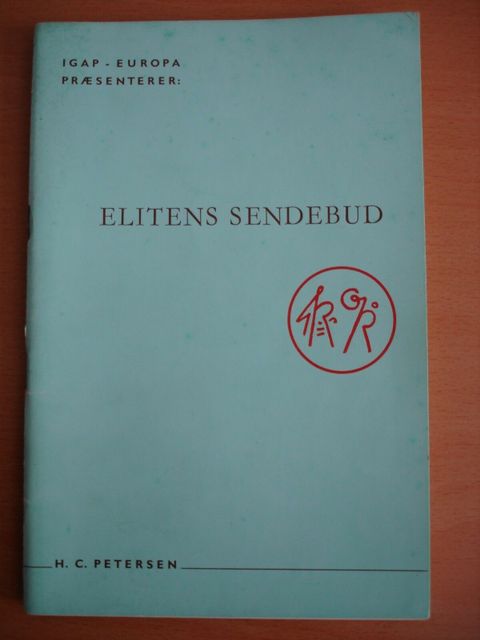 IGAP - EUROPA
PRÆSENTERER:
ELITENS SENDEBUD
H. C. PETERSEN